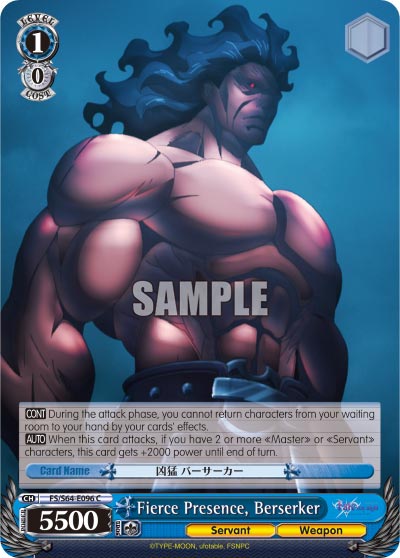 LEVEL
1
0
COST
SAMPLE
CONT During the attack phase, you cannot return characters from your waiting
room to your hand by your cards' effects.
AUTO When this card attacks, if you have 2 or more «Master» or «Servant»
characters, this card gets +2000 power until end of turn.
Card Name
凶猛 バーサーカー
CH FS/S64-E096 C
Fierce Presence, Berserker
POWER 5500 SOUL
Servant
Weapon
©TYPE-MOON, ufotable, FSNPC